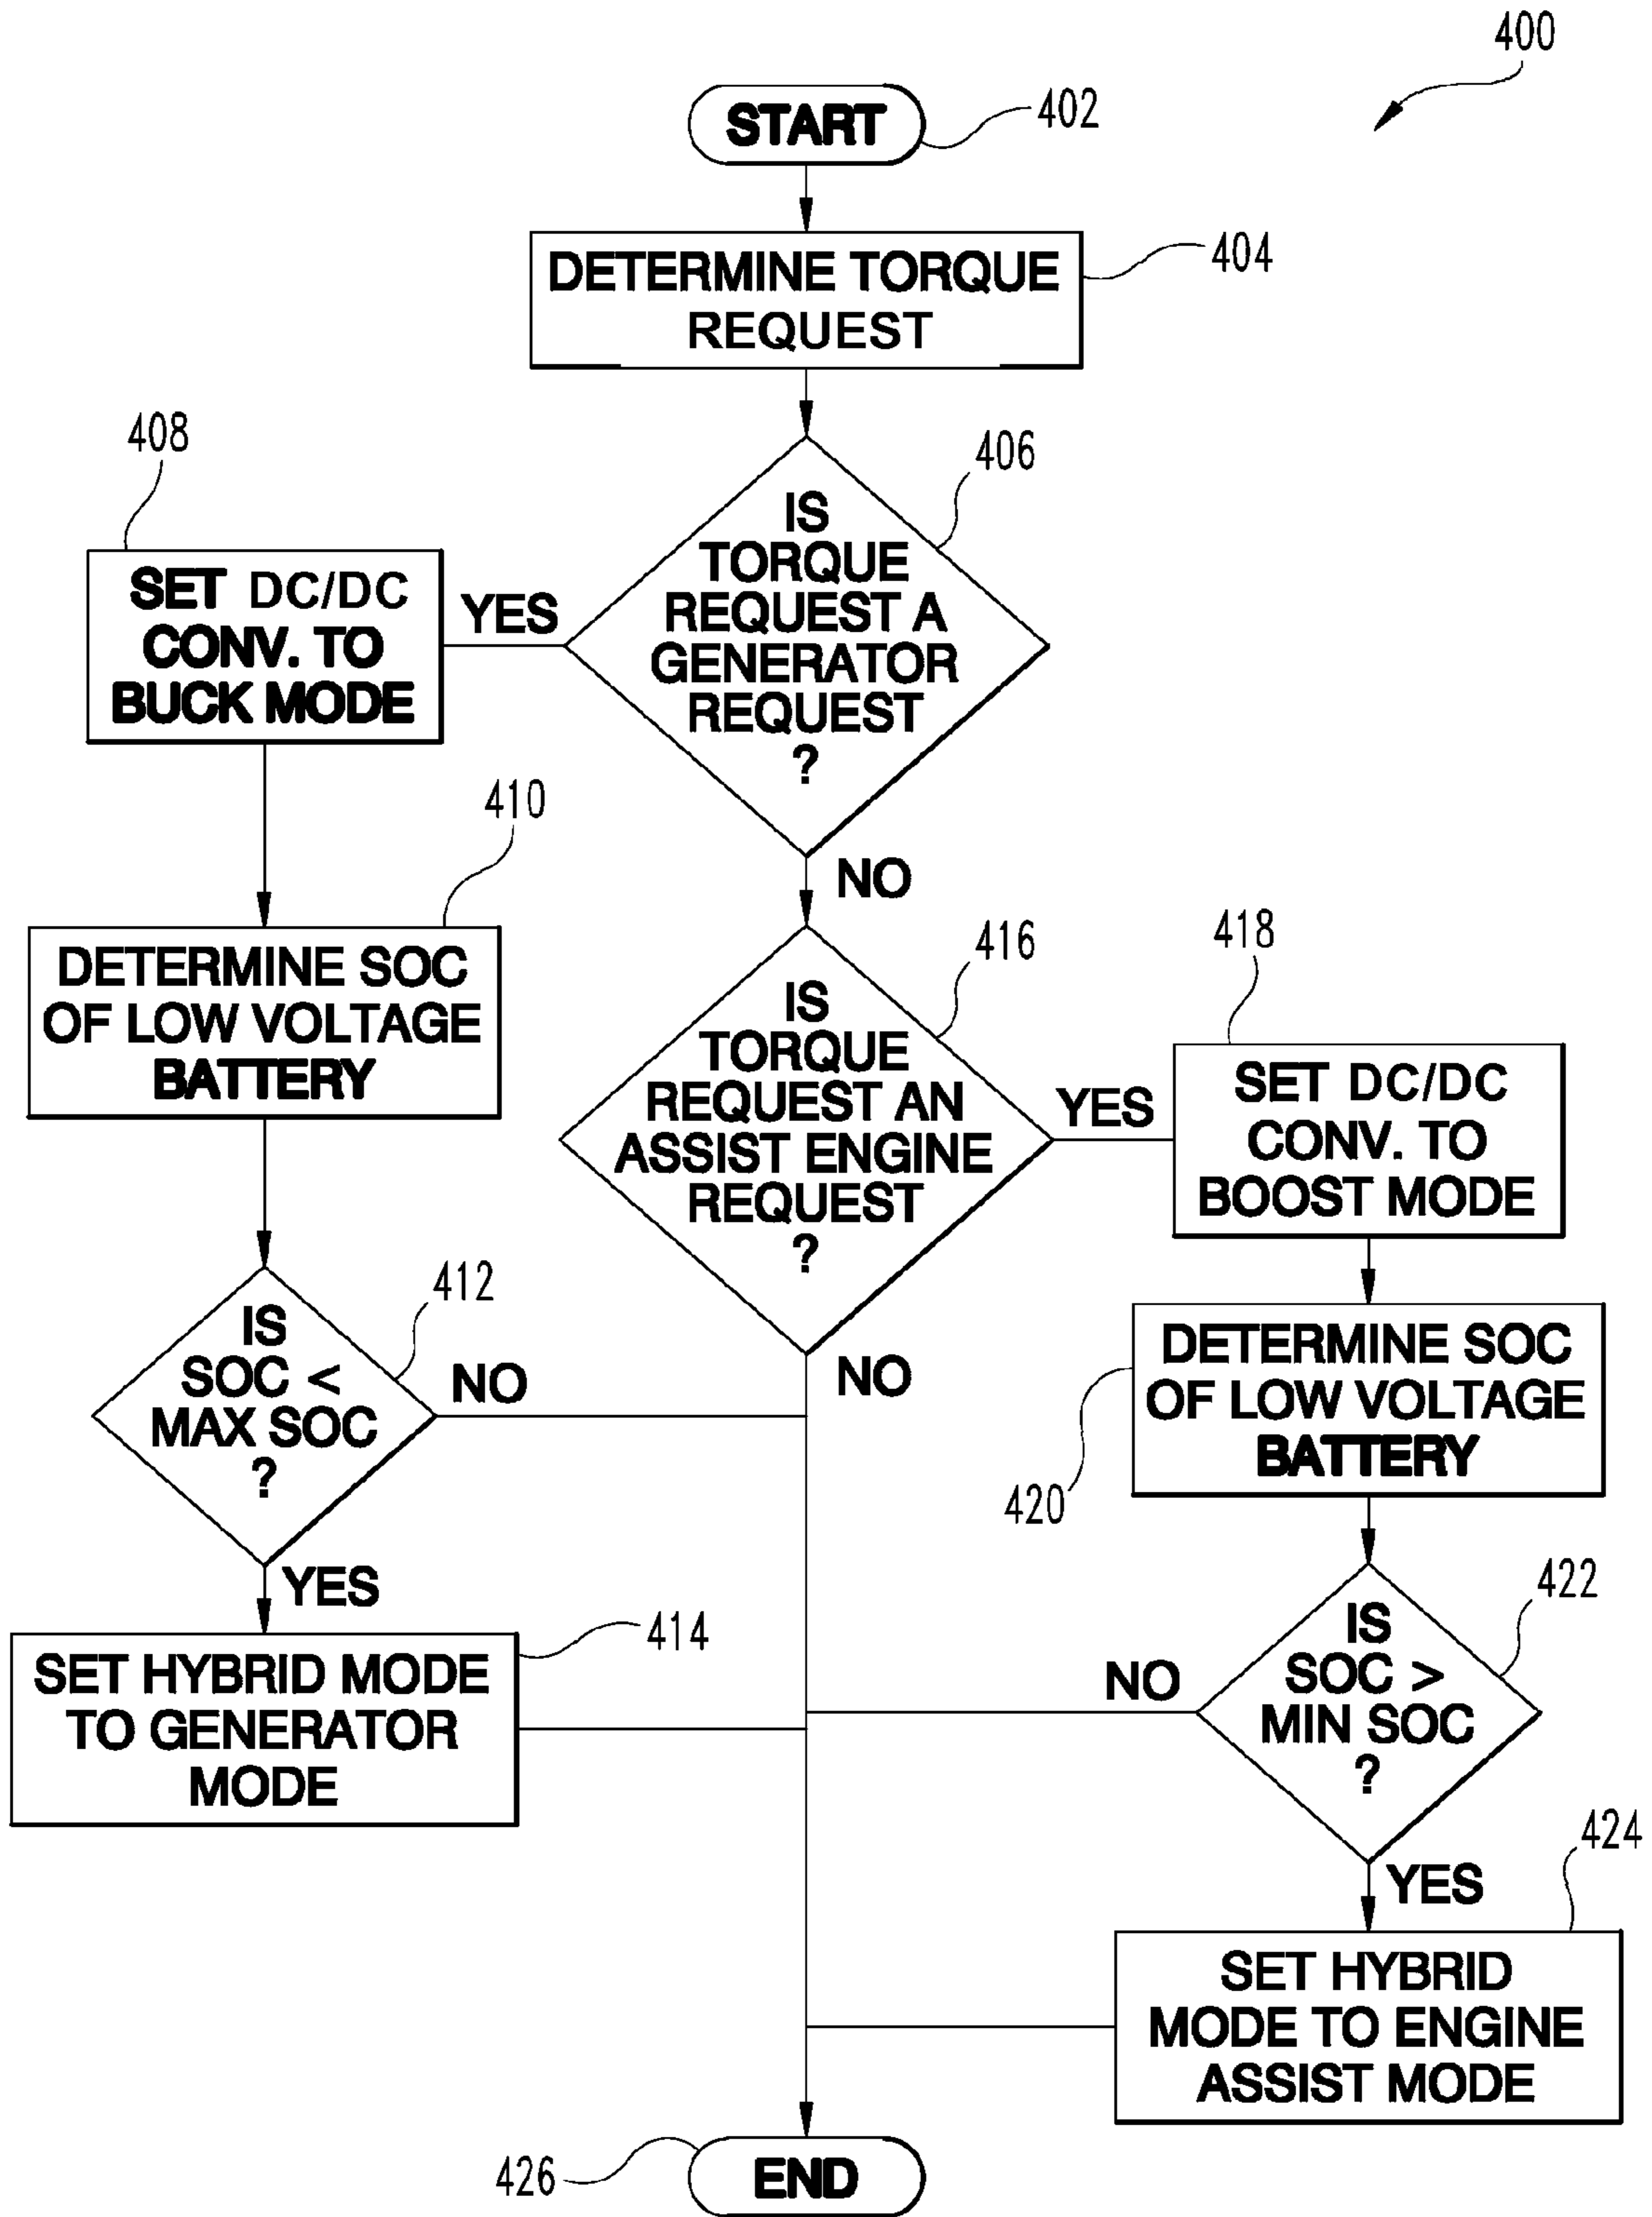 400
START
402
DETERMINE TORQUE
REQUEST
404
408
406
IS
TORQUE
REQUEST A
GENERATOR
REQUEST
?
YES
SET DC/DC
CONV. TO
BUCK MODE
410
NO
DETERMINE SOC
OF LOW VOLTAGE
BATTERY
416
418
IS
TORQUE
REQUEST AN
ASSIST ENGINE
REQUEST
?
YES
SET DC/DC
CONV. TO
BOOST MODE
412
IS
SOC <
MAX SOC
?
NO
NO
DETERMINE SOC
OF LOW VOLTAGE
BATTERY
420
YES
422
414
SET HYBRID MODE
TO GENERATOR
MODE
IS
SOC >
MIN SOC
?
NO
YES
424
SET HYBRID
MODE TO ENGINE
ASSIST MODE
426
END